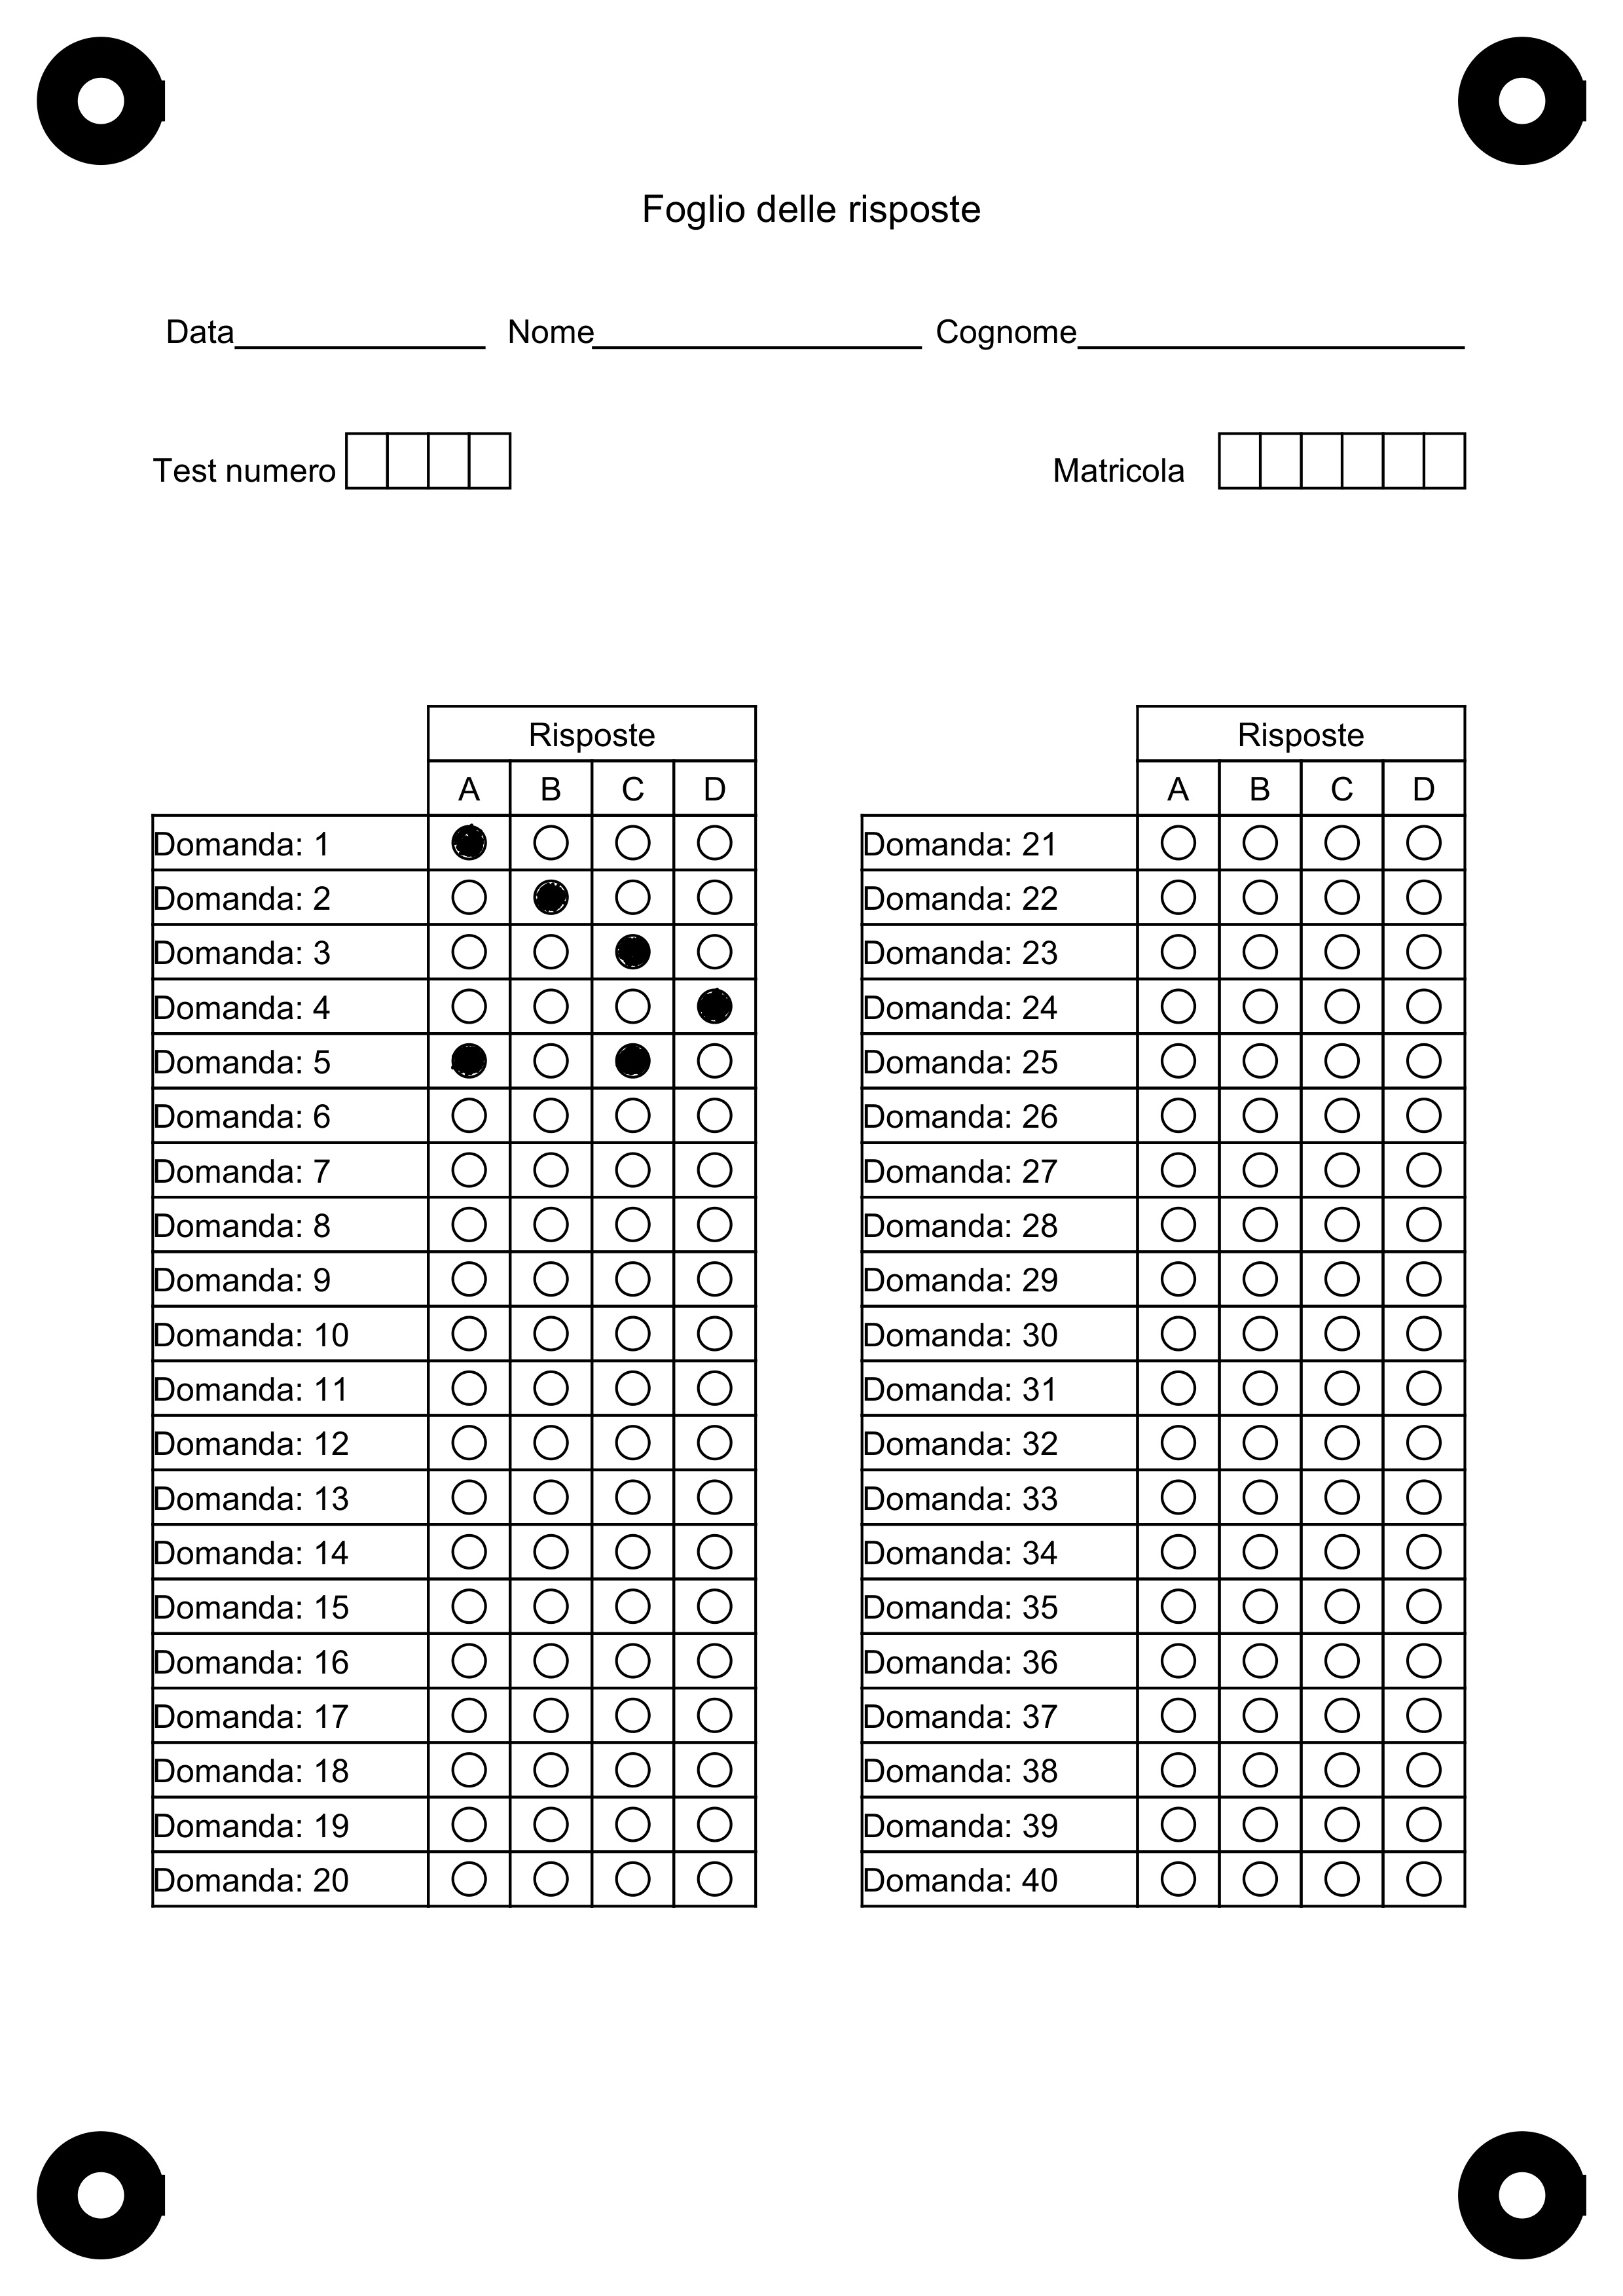 Foglio delle risposte
Data Nome Cognome
Test numero Matricola
Risposte
A B C D
Domanda: 1
Domanda: 2
Domanda: 3
Domanda: 4
Domanda: 5
Domanda: 6
Domanda: 7
Domanda: 8
Domanda: 9
Domanda: 10
Domanda: 11
Domanda: 12
Domanda: 13
Domanda: 14
Domanda: 15
Domanda: 16
Domanda: 17
Domanda: 18
Domanda: 19
Domanda: 20
Risposte
A B C D
Domanda: 21
Domanda: 22
Domanda: 23
Domanda: 24
Domanda: 25
Domanda: 26
Domanda: 27
Domanda: 28
Domanda: 29
Domanda: 30
Domanda: 31
Domanda: 32
Domanda: 33
Domanda: 34
Domanda: 35
Domanda: 36
Domanda: 37
Domanda: 38
Domanda: 39
Domanda: 40